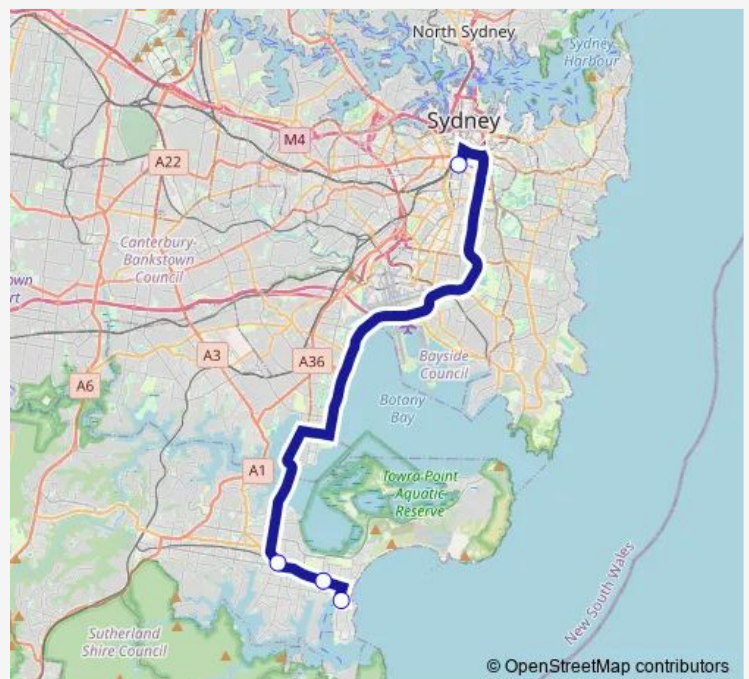 North Sydney
Sydney
Harbour
Sydney
M4
A22
Canterbury-
Bankstown
Council
own
rt
A3
A36
Bayside
Council
A6
Botany
Bay
A1
Towra Point
Aquatic
Reserve
New South Wales
Sutherland
Shire Council
© OpenStreetMap contributors